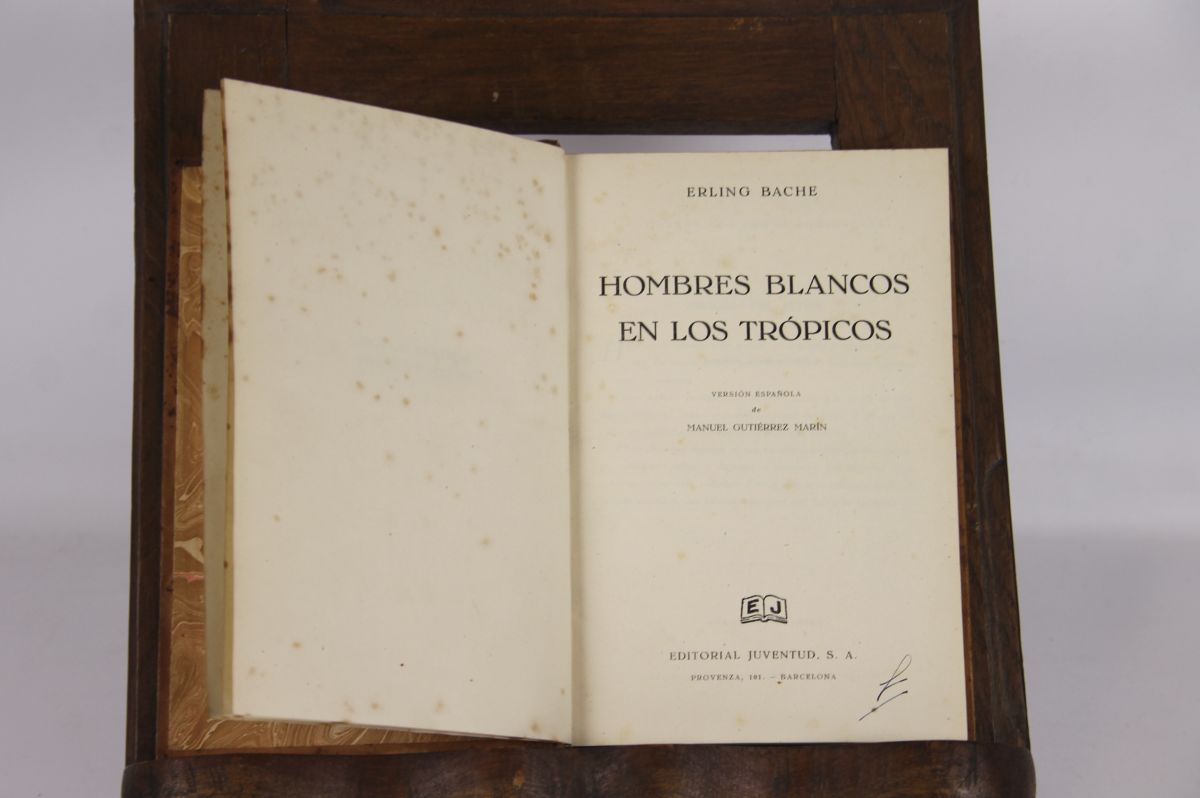 ERLING BACHE
HOMBRES BLANCOS
EN LOS TRÓPICOS
VERSIÓN ESPAÑOLA
de
MANUEL GUTIÉRREZ MARÍN
EJ
EDITORIAL JUVENTUD, S. A.
PROVENZA, 101. - BARCELONA